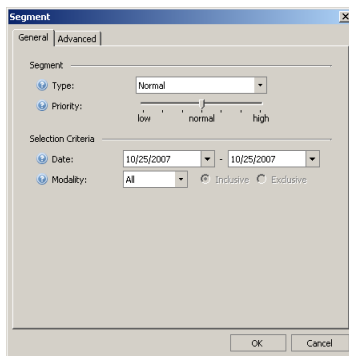 Segment
General Advanced
Segment
Type: Normal
Priority:
low normal high
Selection Criteria
Date: 10/25/2007 - 10/25/2007
Modality: All Inclusive Exclusive
OK Cancel